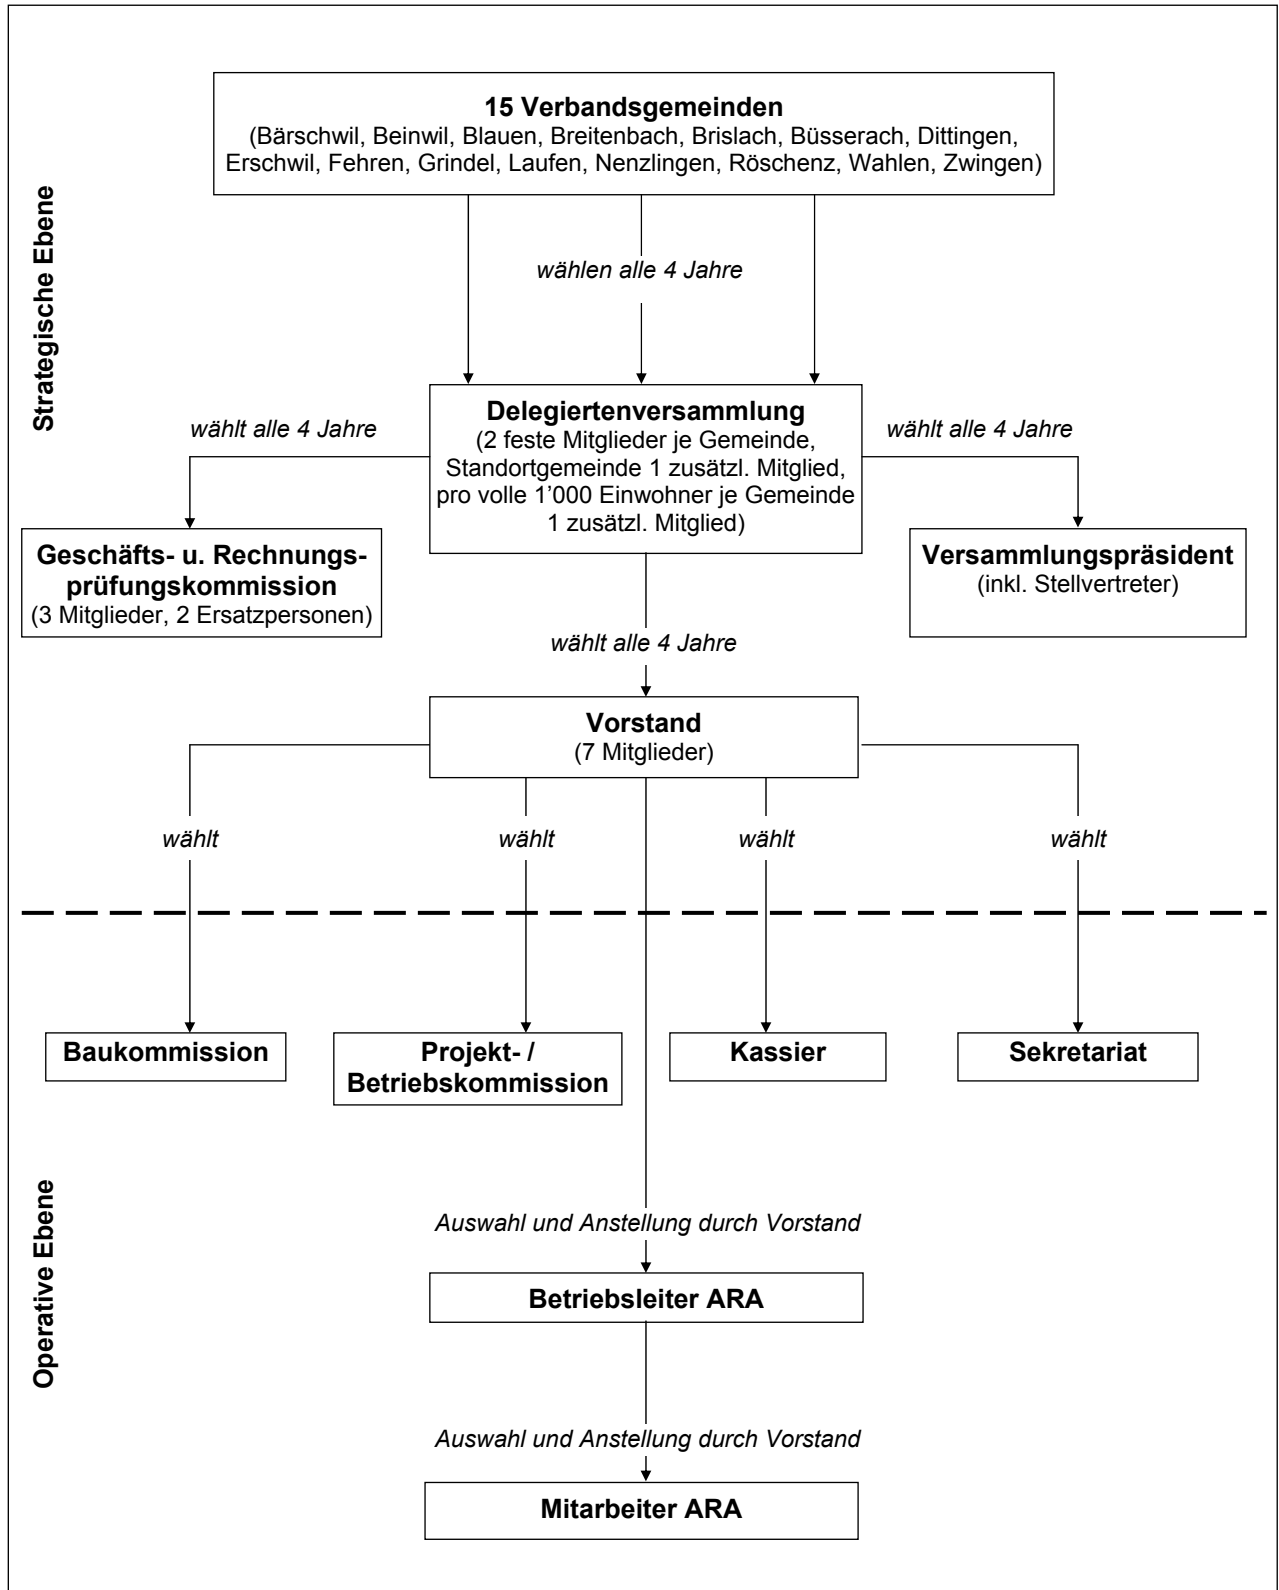 15 Verbandsgemeinden
(Bärschwil, Beinwil, Blauen, Breitenbach, Brislach, Büsserach, Dittingen,
Erschwil, Fehren, Grindel, Laufen, Nenzlingen, Röschenz, Wahlen, Zwingen)
Strategische Ebene
wählen alle 4 Jahre
Delegiertenversammlung
(2 feste Mitglieder je Gemeinde,
Standortgemeinde 1 zusätzl. Mitglied,
pro volle 1’000 Einwohner je Gemeinde
1 zusätzl. Mitglied)
wählt alle 4 Jahre
wählt alle 4 Jahre
Geschäfts- u. Rechnungs-
prüfungskommission
(3 Mitglieder, 2 Ersatzpersonen)
Versammlungspräsident
(inkl. Stellvertreter)
wählt alle 4 Jahre
Vorstand
(7 Mitglieder)
wählt
wählt
wählt
wählt
Baukommission
Projekt- /
Betriebskommission
Kassier
Sekretariat
Operative Ebene
Auswahl und Anstellung durch Vorstand
Betriebsleiter ARA
Auswahl und Anstellung durch Vorstand
Mitarbeiter ARA